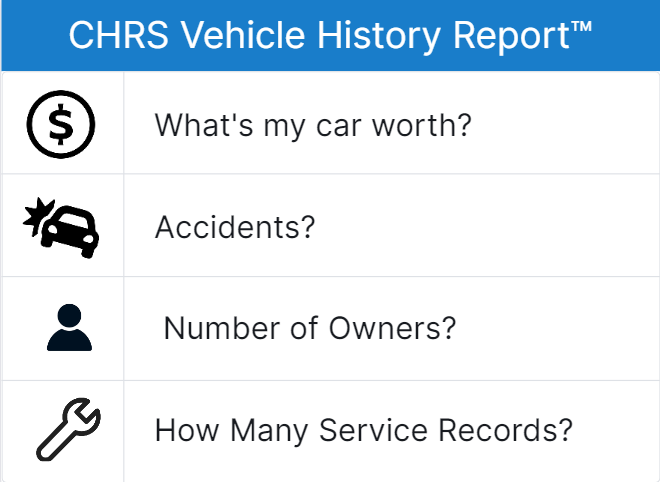 CHRS Vehicle History Report™
$
What's my car worth?
Accidents?
Number of Owners?
How Many Service Records?